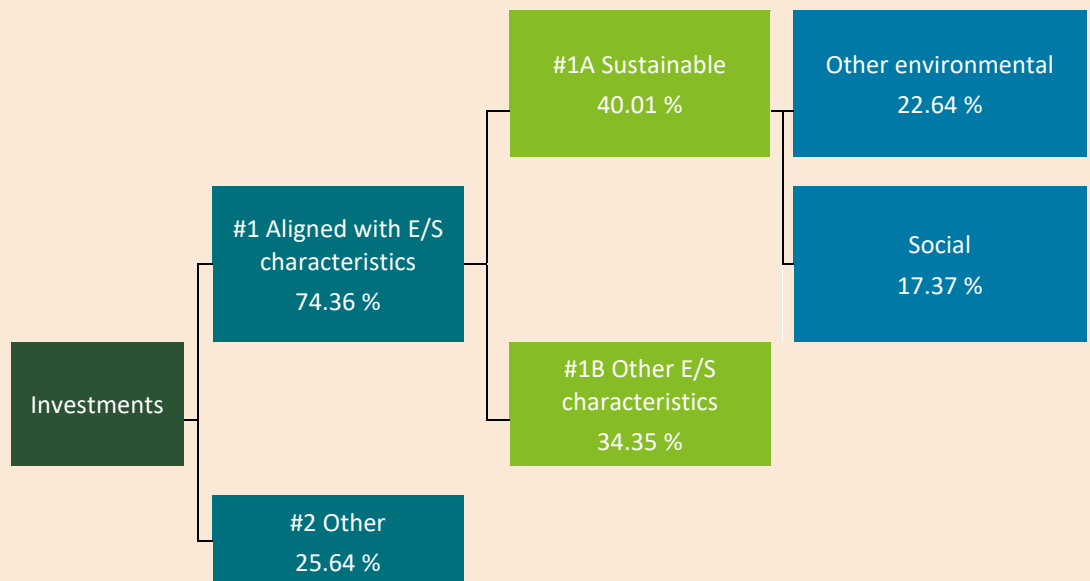 #1A Sustainable
40.01 %
Other environmental
22.64 %
#1 Aligned with E/S
characteristics
74.36 %
Social
17.37 %
Investments
#1B Other E/S
characteristics
34.35 %
#2 Other
25.64 %